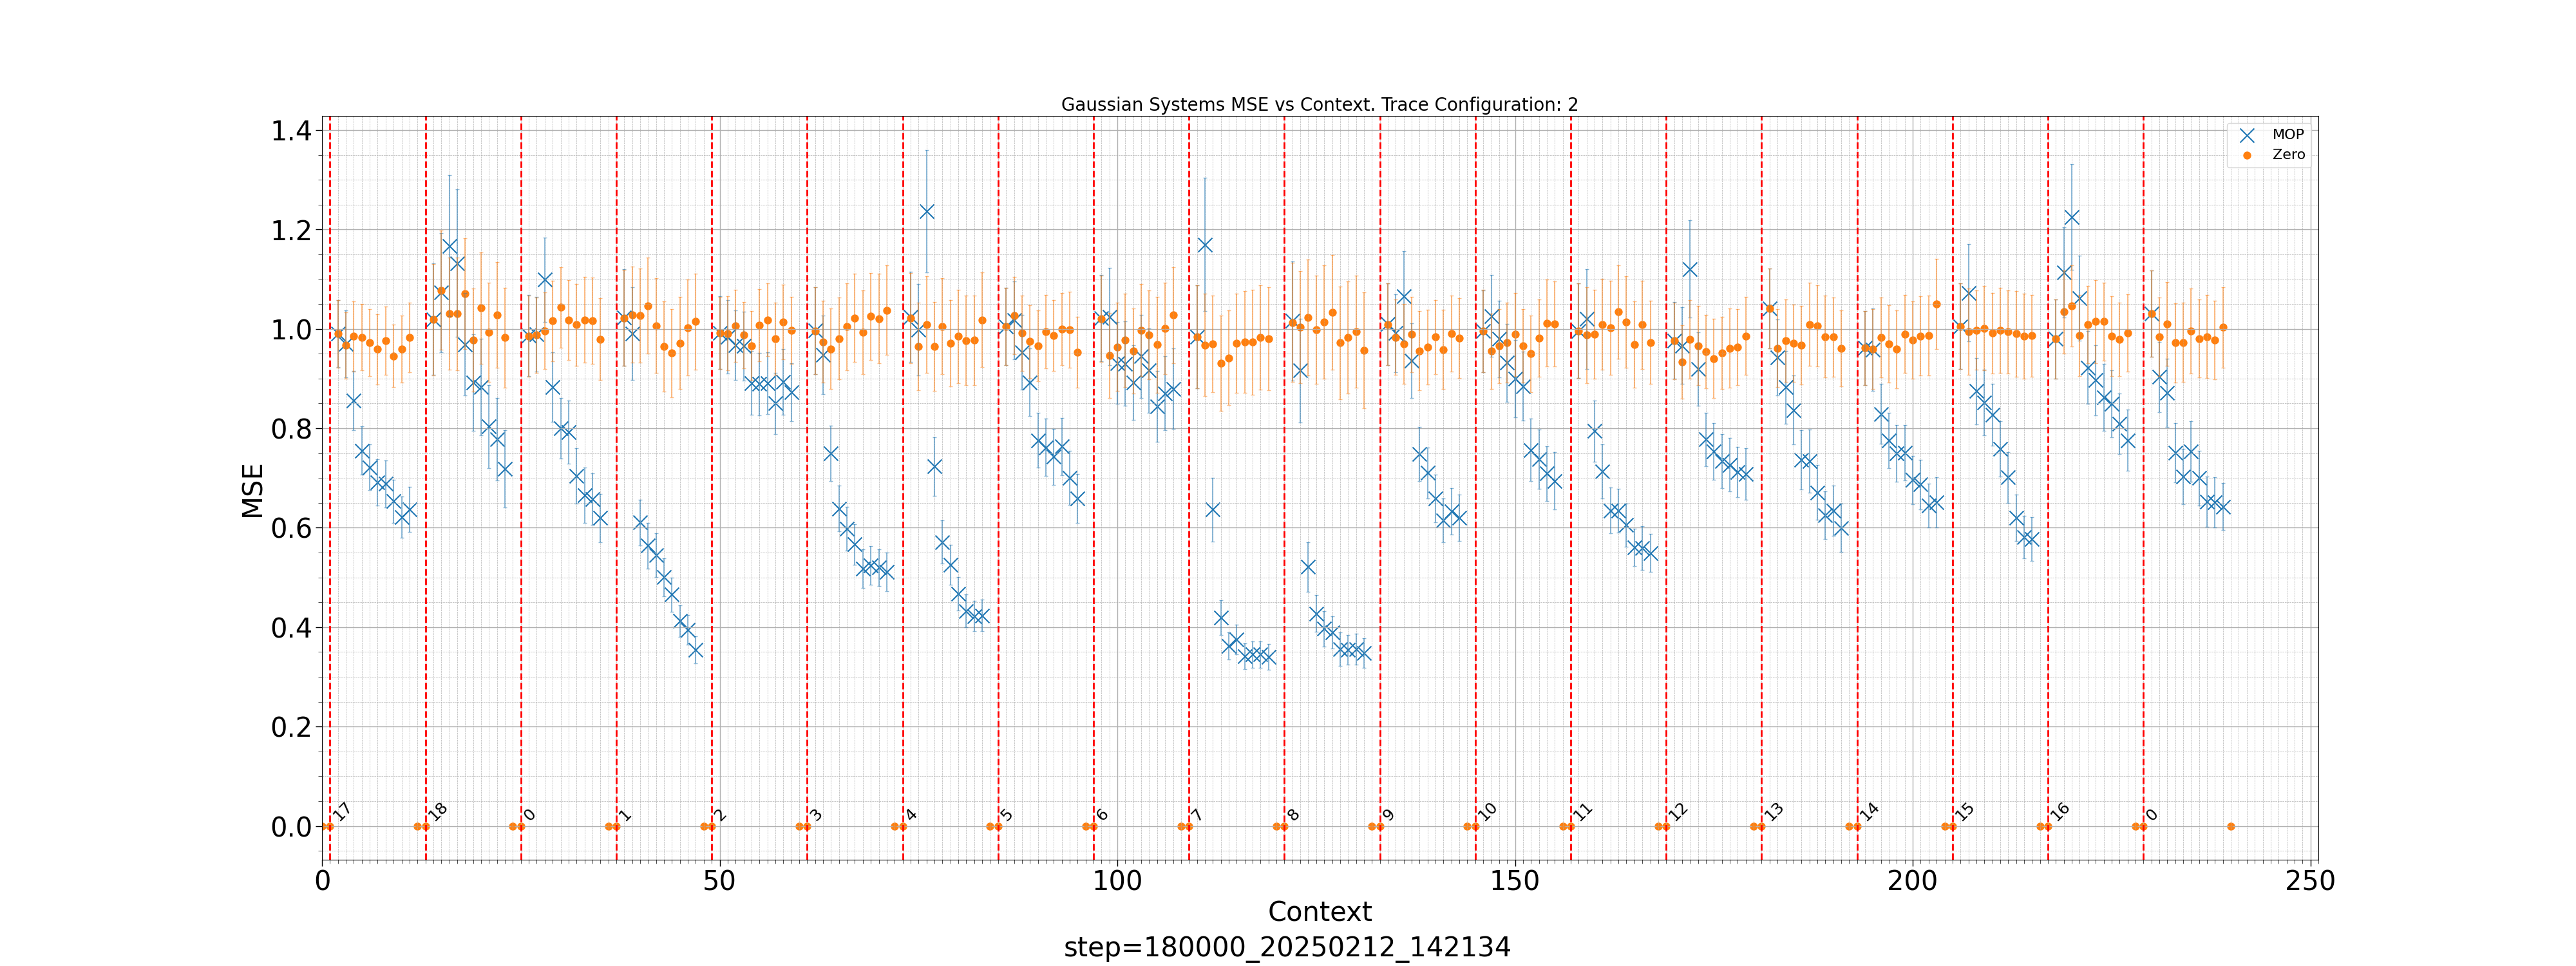 Gaussian Systems MSE vs Context. Trace Configuration: 2
MOP
Zero
MSE
1.4
1.2
1.0
0.8
0.6
0.4
0.2
0.0
17 18 0 1 2 3 4 5 6 7 8 9 10 11 12 13 14 15 16 0
0 50 100 150 200 250
Context
step=180000_20250212_142134